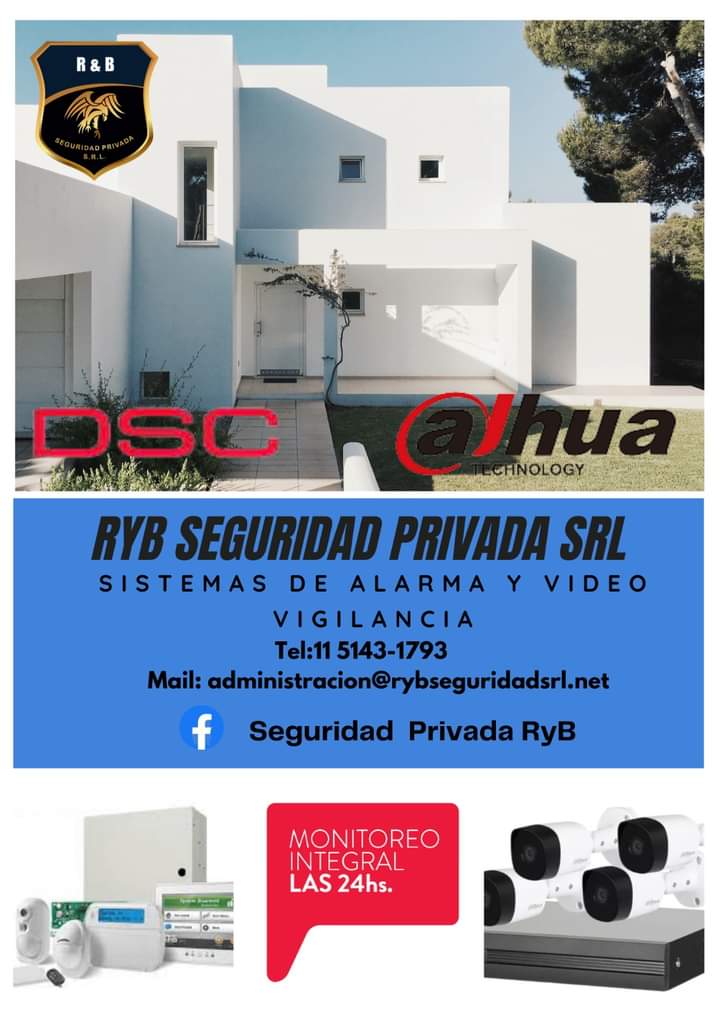 R & B
SEGURIDAD PRIVADA
S.R.L.
DSC
alhua
TECHNOLOGY
RYB SEGURIDAD PRIVADA SRL
SISTEMAS DE ALARMA Y VIDEO
VIGILANCIA
Tel:11 5143-1793
Mail: administracion@rybseguridadsrl.net
f Seguridad Privada RyB
MONITOREO
INTEGRAL
LAS 24hs.